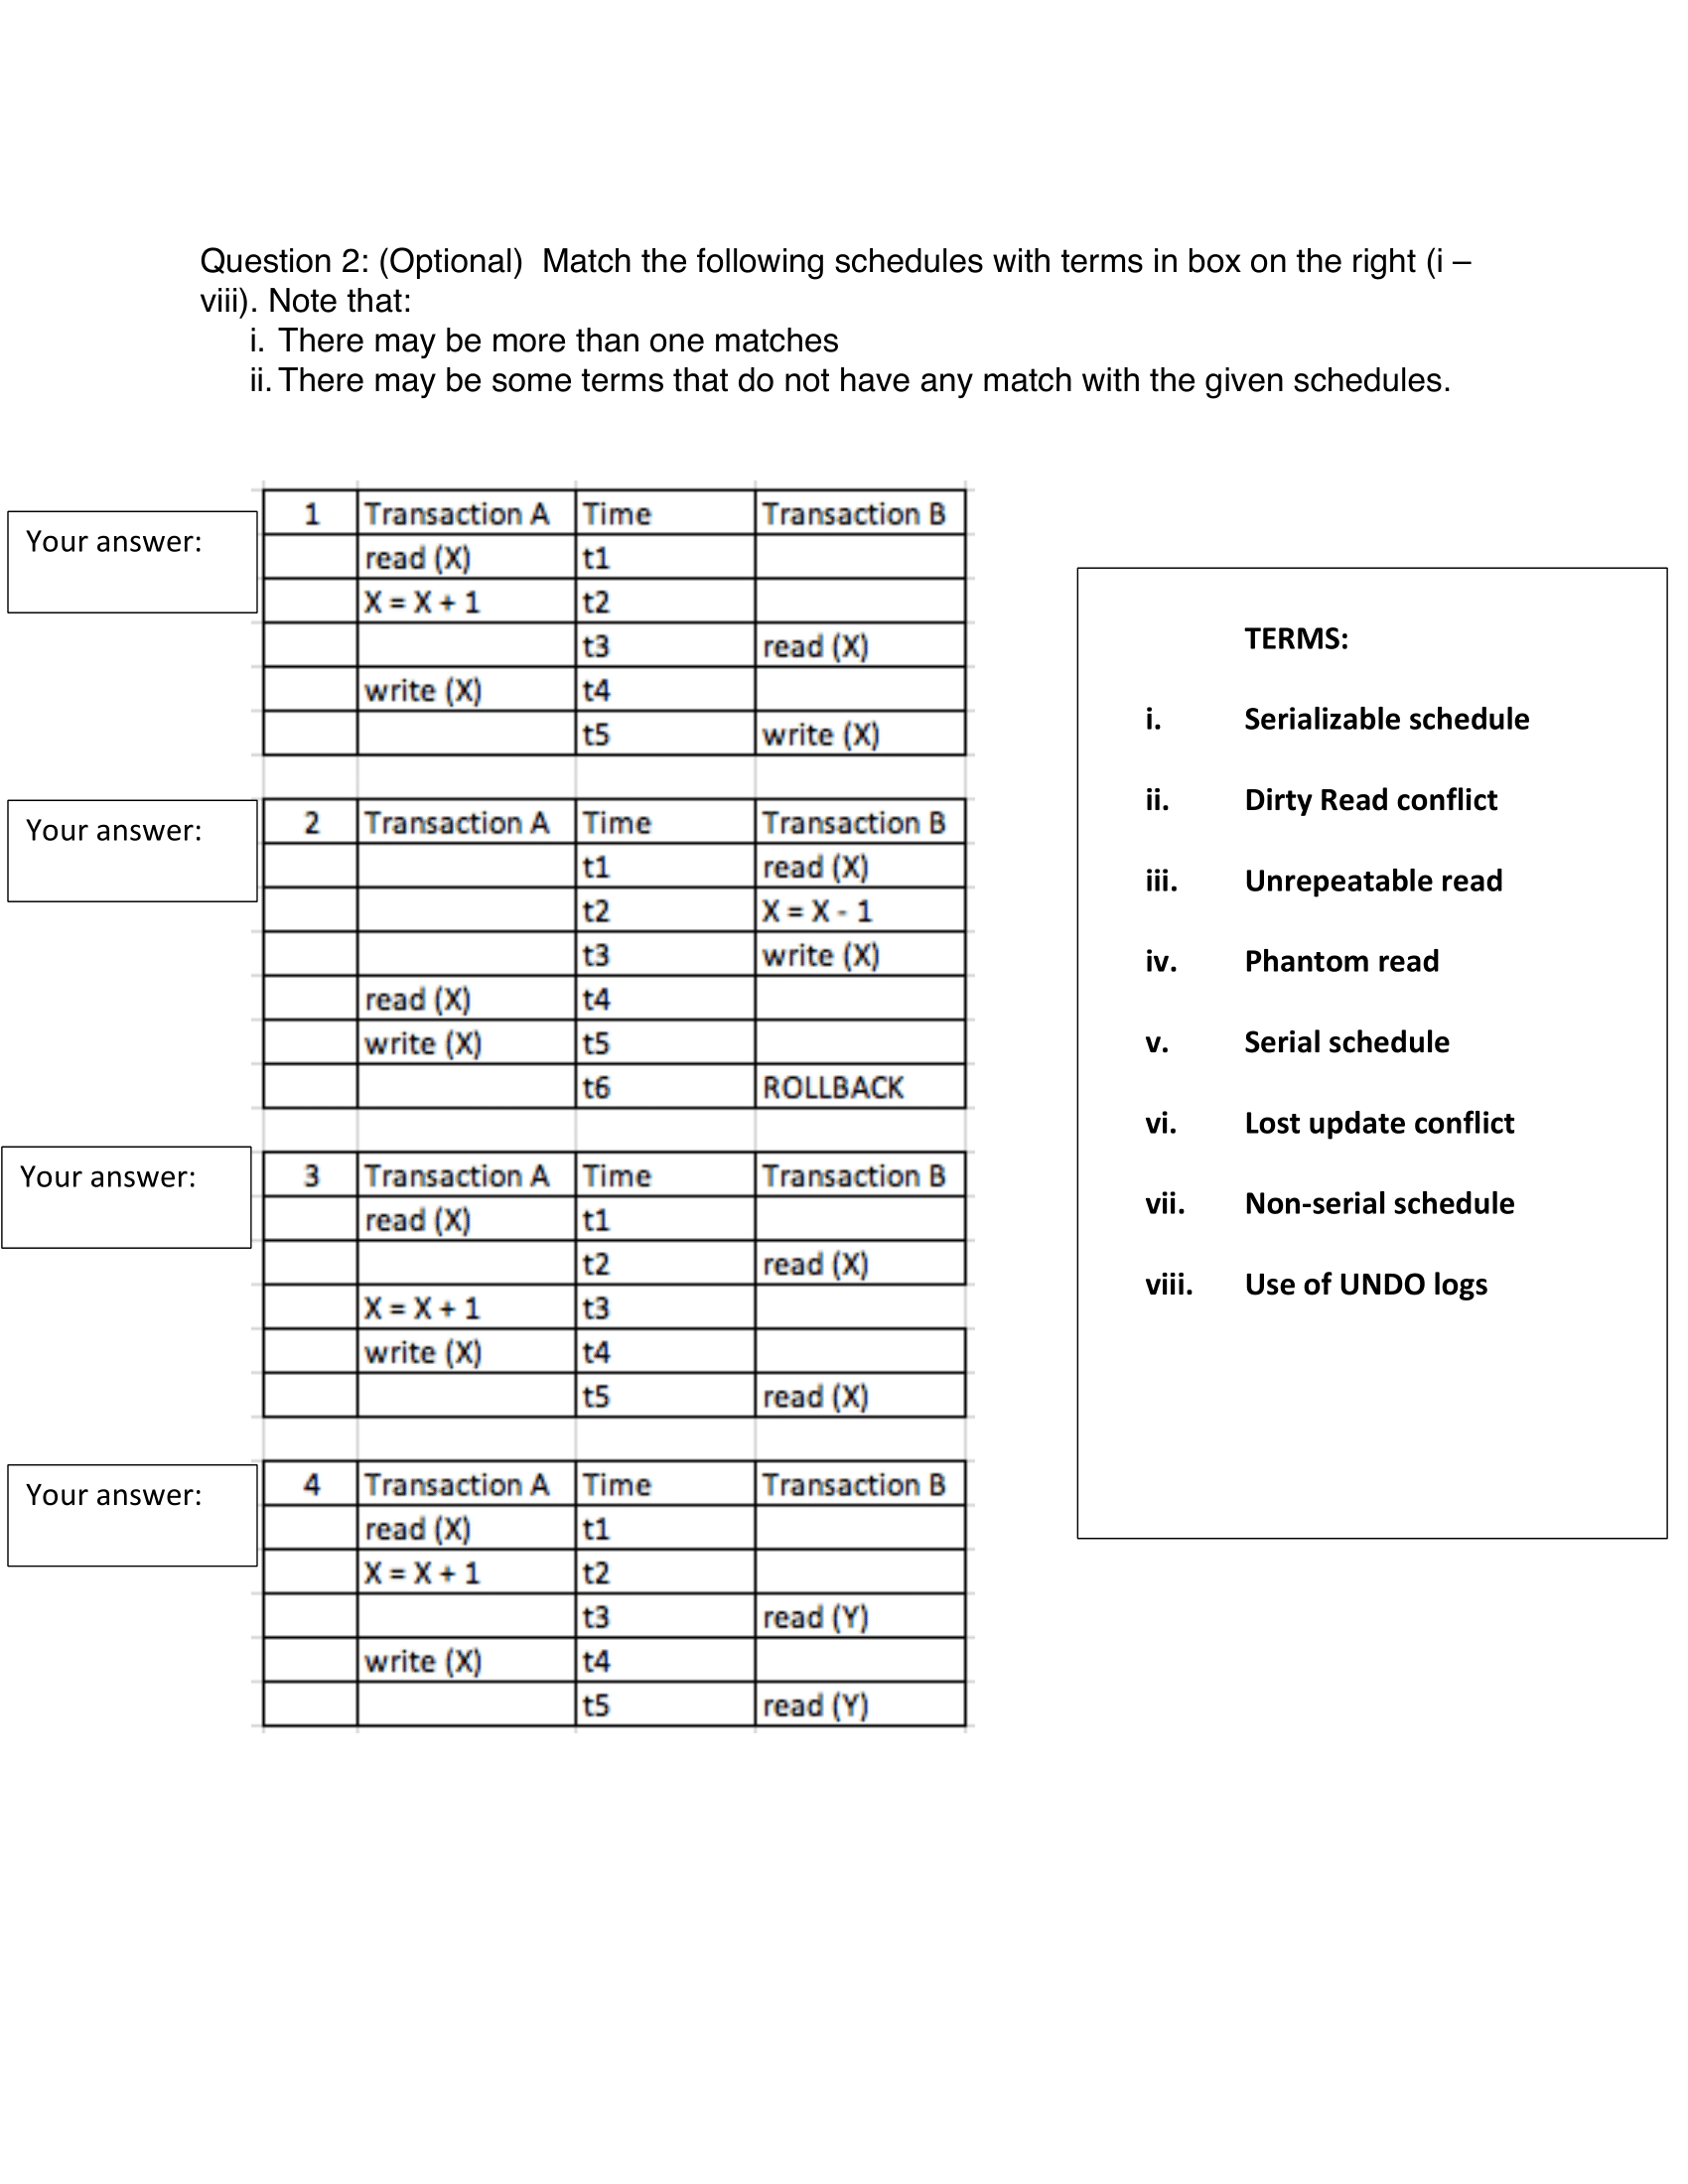 Question 2: (Optional)  Match the following schedules with terms in box on the right (i –
viii). Note that:
i. There may be more than one matches
ii. There may be some terms that do not have any match with the given schedules.
Your answer:
1 Transaction A Time Transaction B
read (X) t1
X = X + 1 t2
t3 read (X)
write (X) t4
t5 write (X)
Your answer:
2 Transaction A Time Transaction B
t1 read (X)
t2 X = X - 1
t3 write (X)
read (X) t4
write (X) t5
t6 ROLLBACK
Your answer:
3 Transaction A Time Transaction B
read (X) t1
t2 read (X)
X = X + 1 t3
write (X) t4
t5 read (X)
Your answer:
4 Transaction A Time Transaction B
read (X) t1
X = X + 1 t2
t3 read (Y)
write (X) t4
t5 read (Y)
TERMS:
i. Serializable schedule
ii. Dirty Read conflict
iii. Unrepeatable read
iv. Phantom read
v. Serial schedule
vi. Lost update conflict
vii. Non-serial schedule
viii. Use of UNDO logs